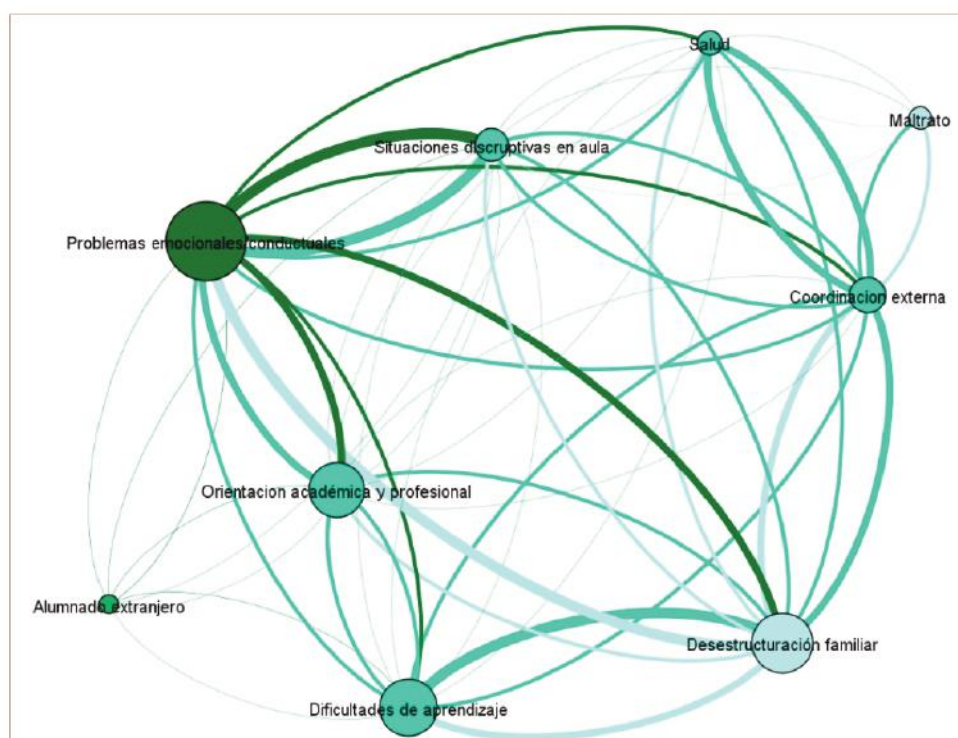 Salud
Maltrato
Situaciones discruptivas en aula
Problemas emocionales/conductuales
Coordinacion externa
Orientacion académica y profesional
Alumnado extranjero
Desestructuración familiar
Dificultades de aprendizaje